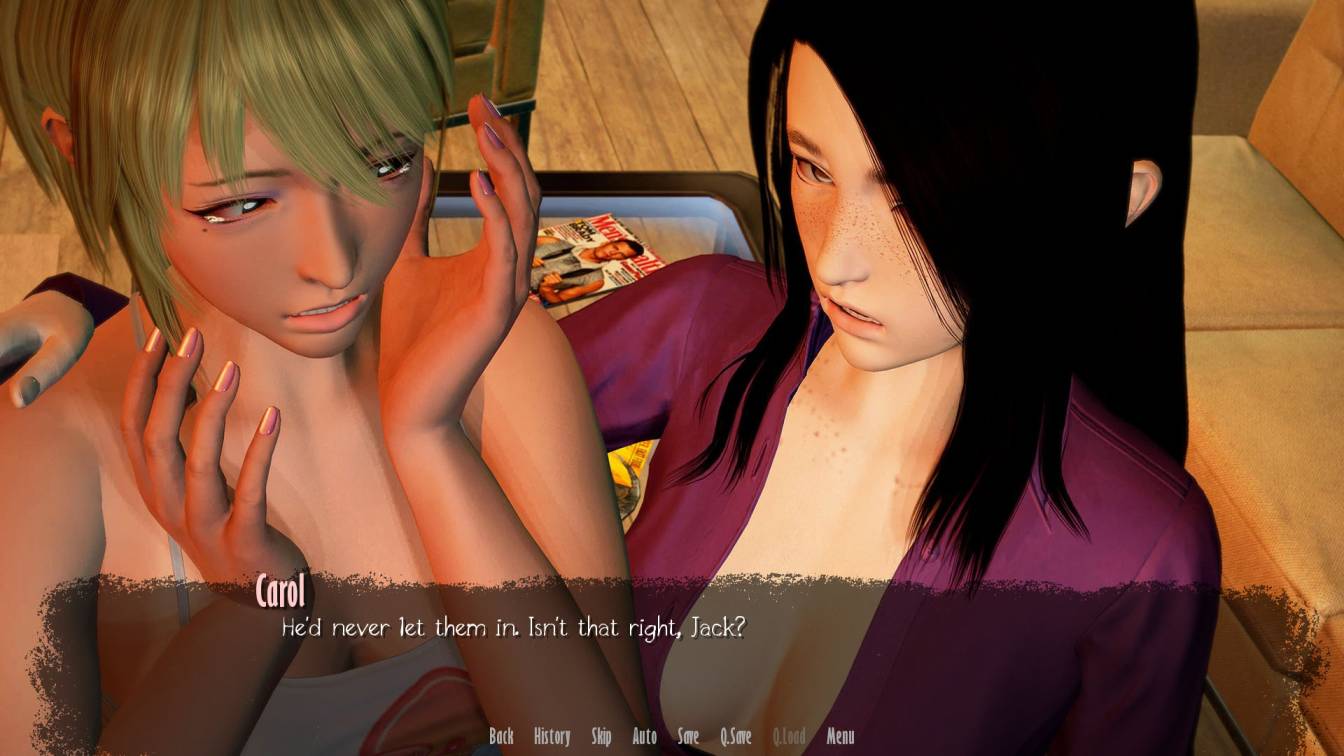 Carol
He'd never let them in. Isn't that right, Jack?
Back History Skip Auto Save Q.Save Q.Load Menu